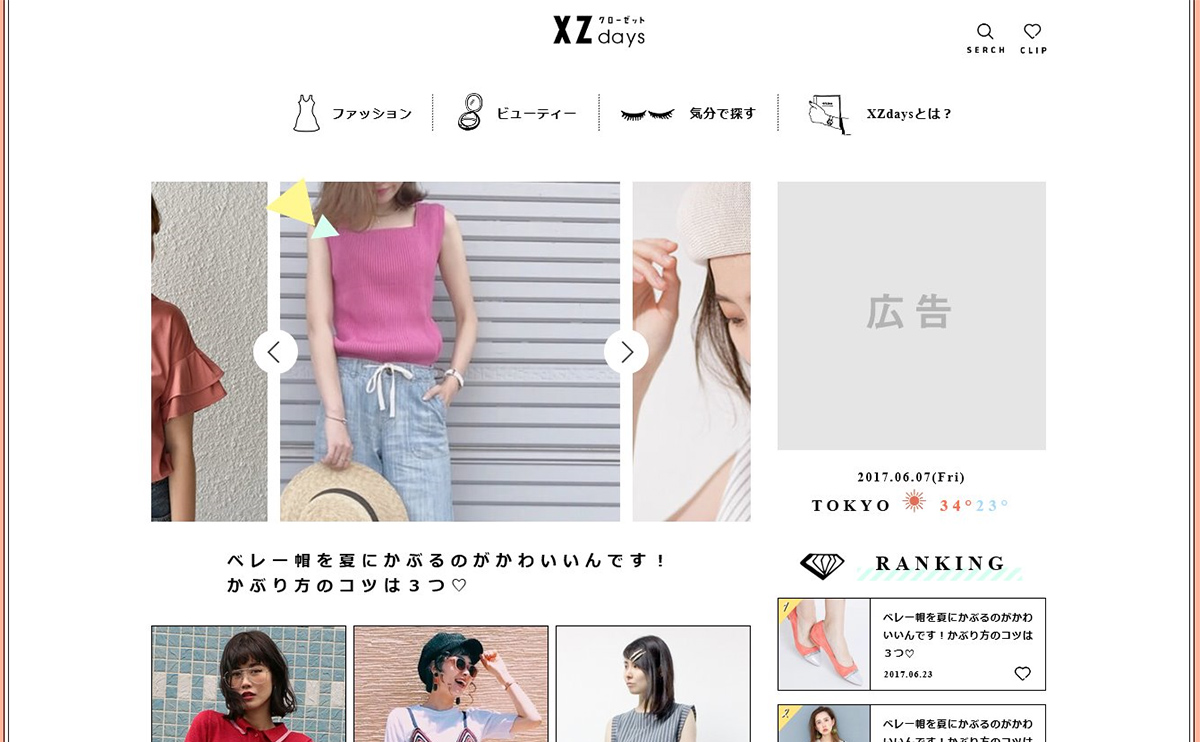 XZ
クローゼット
days
SERCH
CLIP
ファッション
ビューティー
気分で探す
XZdaysとは？
広告
2017.06.07(Fri)
TOKYO 34°23°
ベレー帽を夏にかぶるのがかわいいんです！
かぶり方のコツは３つ♡
RANKING
1
ベレー帽を夏にかぶるのがかわ
いいんです！かぶり方のコツは
３つ♡
2017.06.23
2
ベレー帽を夏にかぶるのがかわ
いいんです！かぶり方のコツは